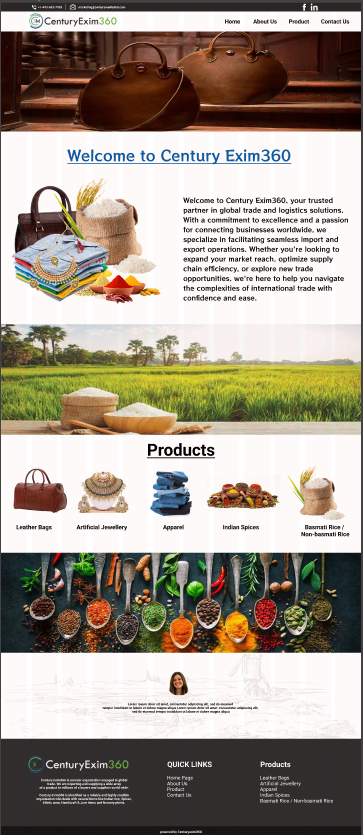 CenturyExim360
Home About Us Product Contact Us
Welcome to Century Exim360
Welcome to Century Exim360, your trusted
partner in global trade and logistics solutions.
With a commitment to excellence and a passion
for connecting businesses worldwide, we
specialize in facilitating seamless import and
export operations. Whether you're looking to
expand your market reach, optimize supply
chain efficiency, or explore new trade
opportunities, we're here to help you navigate
the complexities of international trade with
confidence and ease.
Products
Leather Bags
Artificial Jewellery
Apparel
Indian Spices
Basmati Rice /
Non-basmati Rice
CenturyExim360
QUICK LINKS
Home Page
About Us
Product
Contact Us
Products
Leather Bags
Artificial Jewellery
Apparel
Indian Spices
Basmati Rice / Non-basmati Rice
powered by Centuryexim360